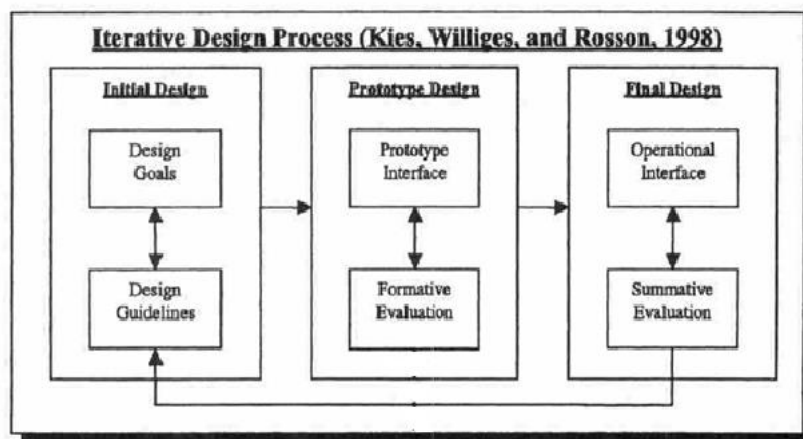 Iterative Design Process (Kies, Williges, and Rosson, 1998)
Initial Design
Design
Goals
Design
Guidelines
Prototype Design
Prototype
Interface
Formative
Evaluation
Final Design
Operational
Interface
Summative
Evaluation